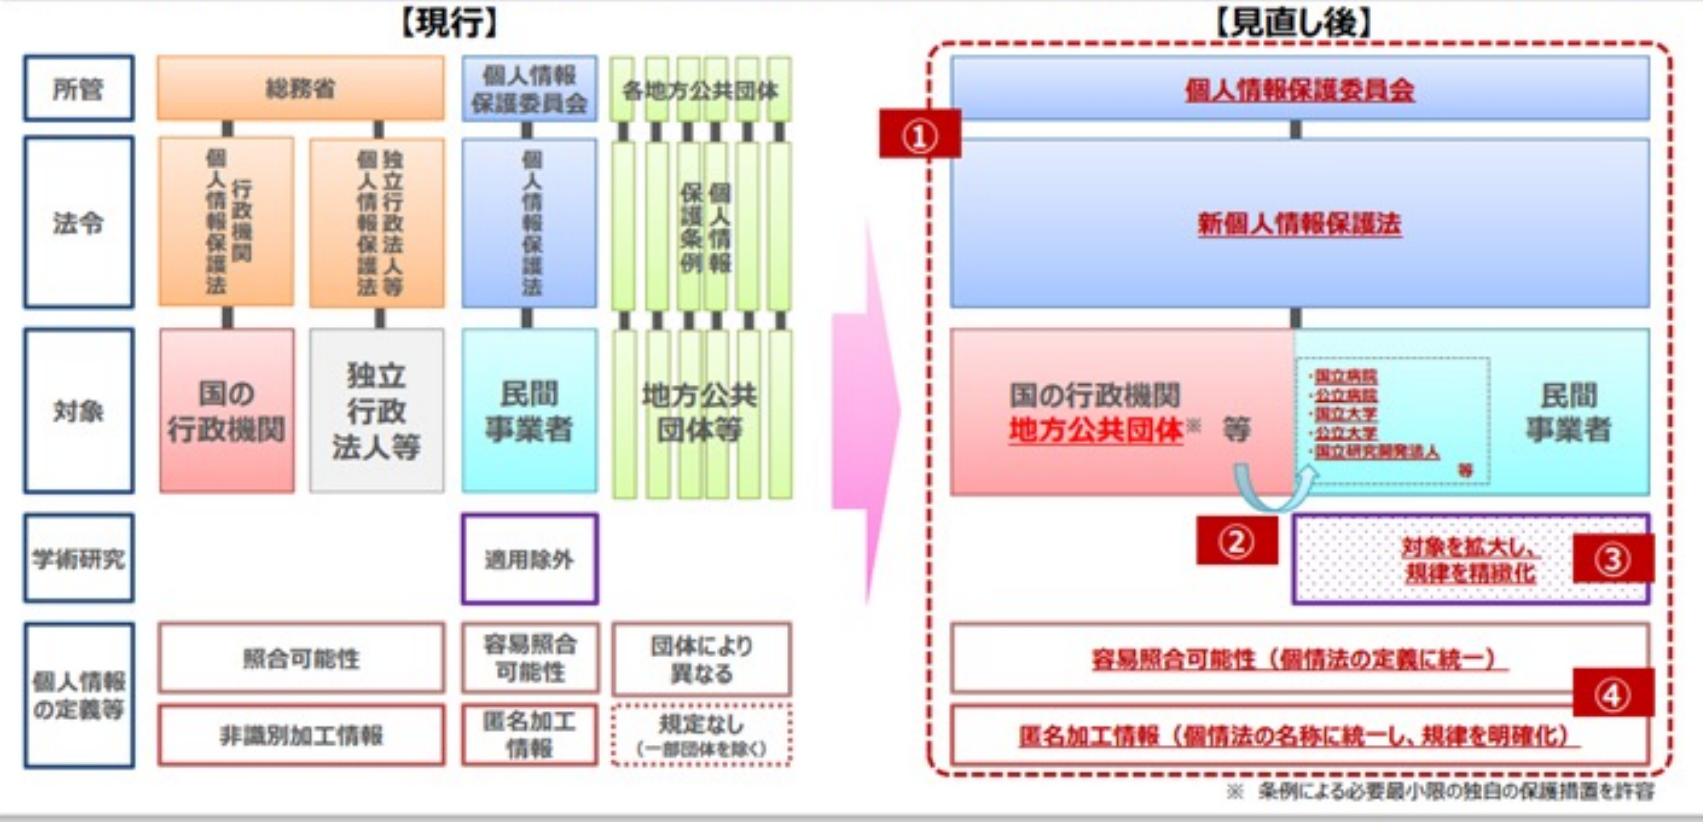 【現行】
【見直し後】
所管
総務省
個人情報
保護委員会
各地方公共団体
個人情報保護委員会
①
法令
行政機関
個人情報保護法
独立行政法人等
個人情報保護法
個人情報保護法
個人情報
保護条例
新個人情報保護法
対象
国の
行政機関
独立
行政
法人等
民間
事業者
地方公共
団体等
国の行政機関
地方公共団体※ 等
・国立病院
・公立病院
・国立大学
・公立大学
・国立研究開発法人
等
民間
事業者
②
学術研究
適用除外
対象を拡大し、
規律を精緻化
③
個人情報
の定義等
照合可能性
容易照合
可能性
団体により
異なる
容易照合可能性（個情法の定義に統一）
④
非識別加工情報
匿名加工
情報
規定なし
（一部団体を除く）
匿名加工情報（個情法の名称に統一し、規律を明確化）
※ 条例による必要最小限の独自の保護措置を許容